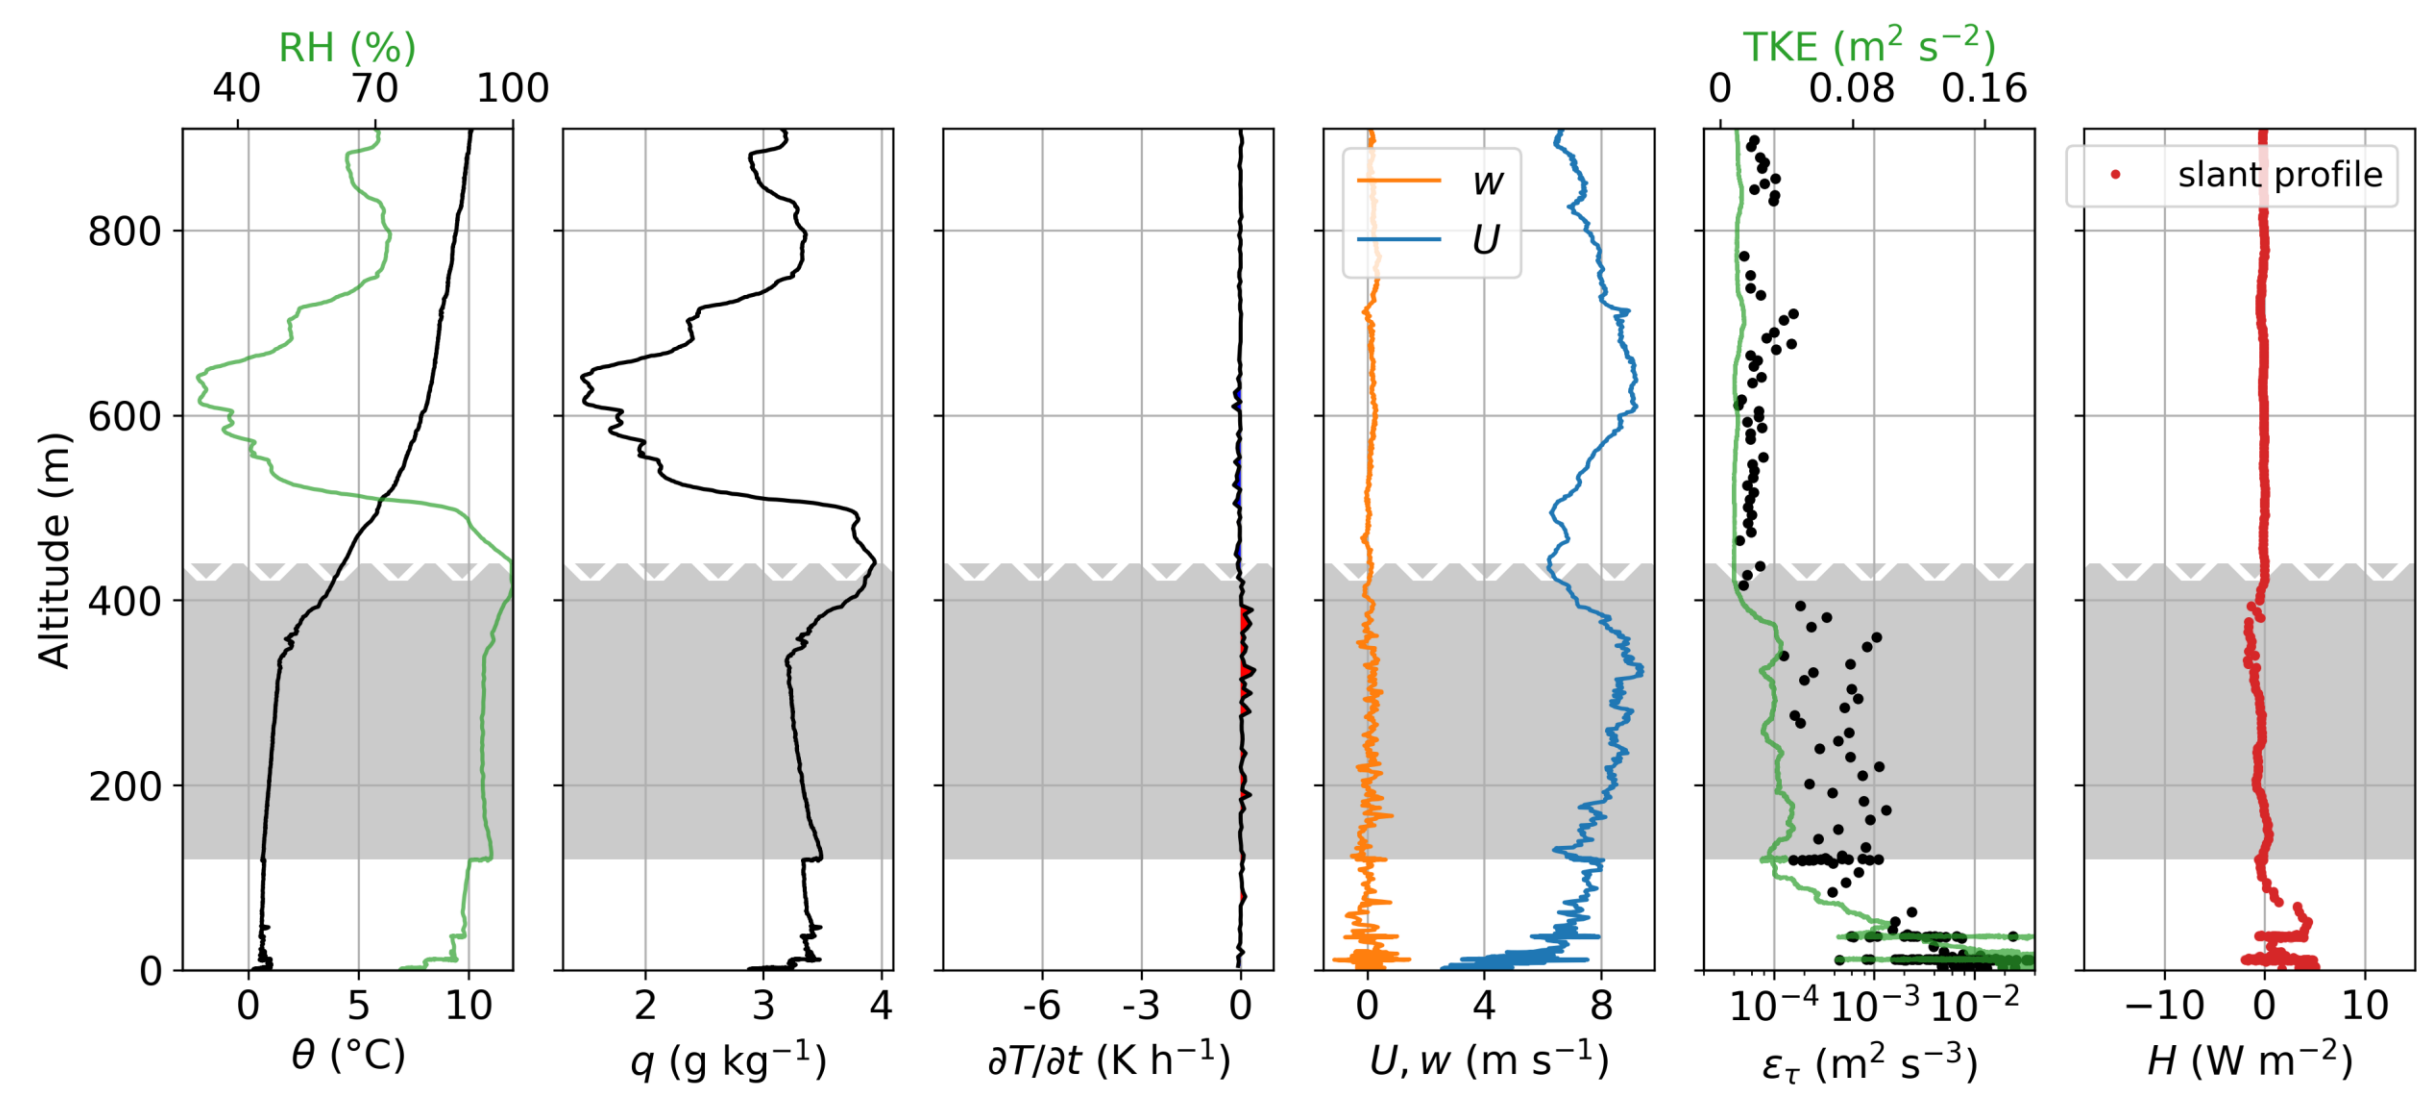 RH (%)
40 70 100
TKE (m² s⁻²)
0 0.08 0.16
Altitude (m)
800
600
400
200
0
w
U
slant profile
0 5 10
θ (°C)
2 3 4
q (g kg⁻¹)
-6 -3 0
∂T/∂t (K h⁻¹)
0 4 8
U, w (m s⁻¹)
10⁻⁴ 10⁻³ 10⁻²
ε_τ (m² s⁻³)
−10 0 10
H (W m⁻²)